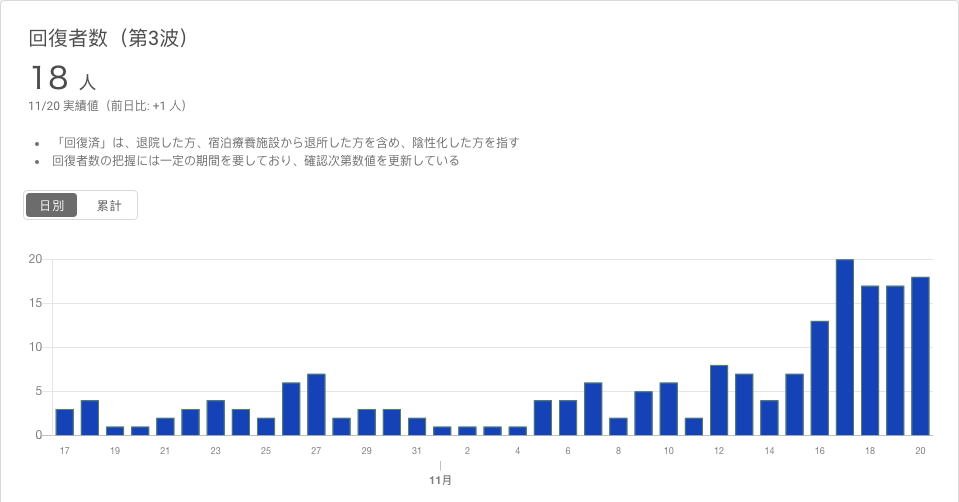 回復者数（第3波）
18 人
11/20 実績値（前日比: +1 人）
• 「回復済」は、退院した方、宿泊療養施設から退所した方を含め、陰性化した方を指す
• 回復者数の把握には一定の期間を要しており、確認次第数値を更新している
日別 累計
20
15
10
5
0
17 19 21 23 25 27 29 31 2 4 6 8 10 12 14 16 18 20
11月